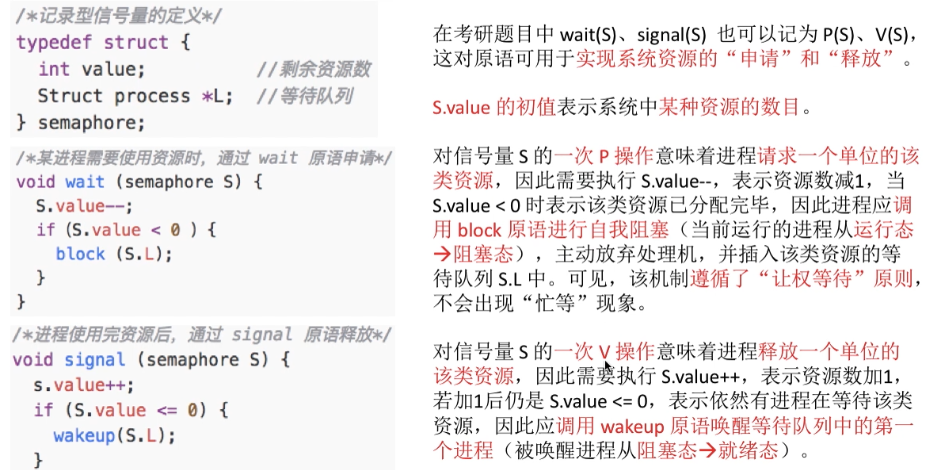 /*记录型信号量的定义*/
typedef struct {
int value; //剩余资源数
Struct process *L; //等待队列
} semaphore;
/*某进程需要使用资源时，通过 wait 原语申请*/
void wait (semaphore S) {
S.value--;
if (S.value < 0 ) {
block (S.L);
}
}
/*进程使用完资源后，通过 signal 原语释放*/
void signal (semaphore S) {
s.value++;
if (S.value <= 0) {
wakeup(S.L);
}
在考研题目中 wait(S)、signal(S) 也可以记为 P(S)、V(S)，
这对原语可用于实现系统资源的“申请”和“释放”。
S.value 的初值表示系统中某种资源的数目。
对信号量 S 的一次 P 操作意味着进程请求一个单位的该
类资源，因此需要执行 S.value--，表示资源数减1，当
S.value < 0 时表示该类资源已分配完毕，因此进程应调
用 block 原语进行自我阻塞（当前运行的进程从运行态
→阻塞态），主动放弃处理机，并插入该类资源的等
待队列 S.L 中。可见，该机制遵循了“让权等待”原则，
不会出现“忙等”现象。
对信号量 S 的一次 V 操作意味着进程释放一个单位的
该类资源，因此需要执行 S.value++，表示资源数加1，
若加1后仍是 S.value <= 0，表示依然有进程在等待该类
资源，因此应调用 wakeup 原语唤醒等待队列中的第一
个进程（被唤醒进程从阻塞态→就绪态）。